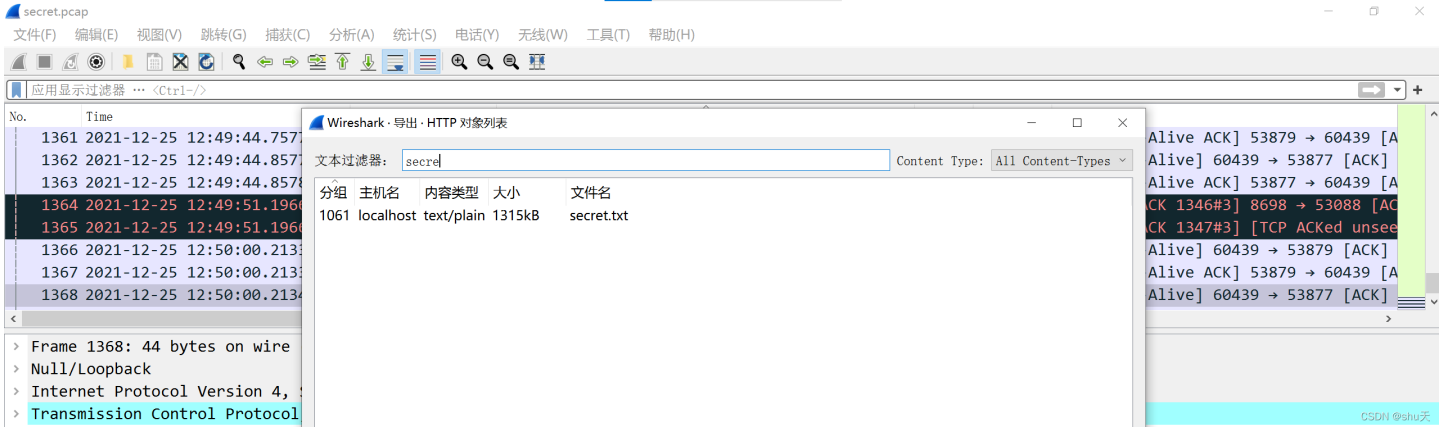 secret.pcap
文件(F) 编辑(E) 视图(V) 跳转(G) 捕获(C) 分析(A) 统计(S) 电话(Y) 无线(W) 工具(T) 帮助(H)
应用显示过滤器 … <Ctrl-/>
No. Time
1361 2021-12-25 12:49:44.7577
1362 2021-12-25 12:49:44.8577
1363 2021-12-25 12:49:44.8578
1364 2021-12-25 12:49:51.1966
1365 2021-12-25 12:49:51.1966
1366 2021-12-25 12:50:00.2133
1367 2021-12-25 12:50:00.2133
1368 2021-12-25 12:50:00.2134
Wireshark · 导出 · HTTP 对象列表
文本过滤器: secre Content Type: All Content-Types
分组 主机名 内容类型 大小 文件名
1061 localhost text/plain 1315kB secret.txt
Alive ACK] 53879 → 60439 [A
Alive] 60439 → 53877 [ACK]
Alive ACK] 53877 → 60439 [A
CK 1346#3] 8698 → 53088 [AC
CK 1347#3] [TCP ACKed unsee
Alive] 60439 → 53879 [ACK]
Alive ACK] 53879 → 60439 [A
Alive] 60439 → 53877 [ACK]
Frame 1368: 44 bytes on wire
Null/Loopback
Internet Protocol Version 4,
Transmission Control Protocol
CSDN @shu天